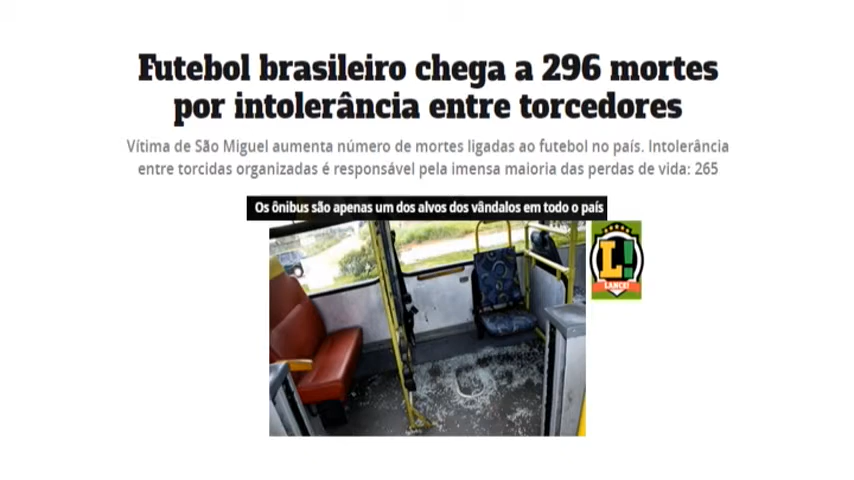 Futebol brasileiro chega a 296 mortes
por intolerância entre torcedores
Vítima de São Miguel aumenta número de mortes ligadas ao futebol no país. Intolerância
entre torcidas organizadas é responsável pela imensa maioria das perdas de vida: 265
Os ônibus são apenas um dos alvos dos vândalos em todo o país
L!
LANCE!